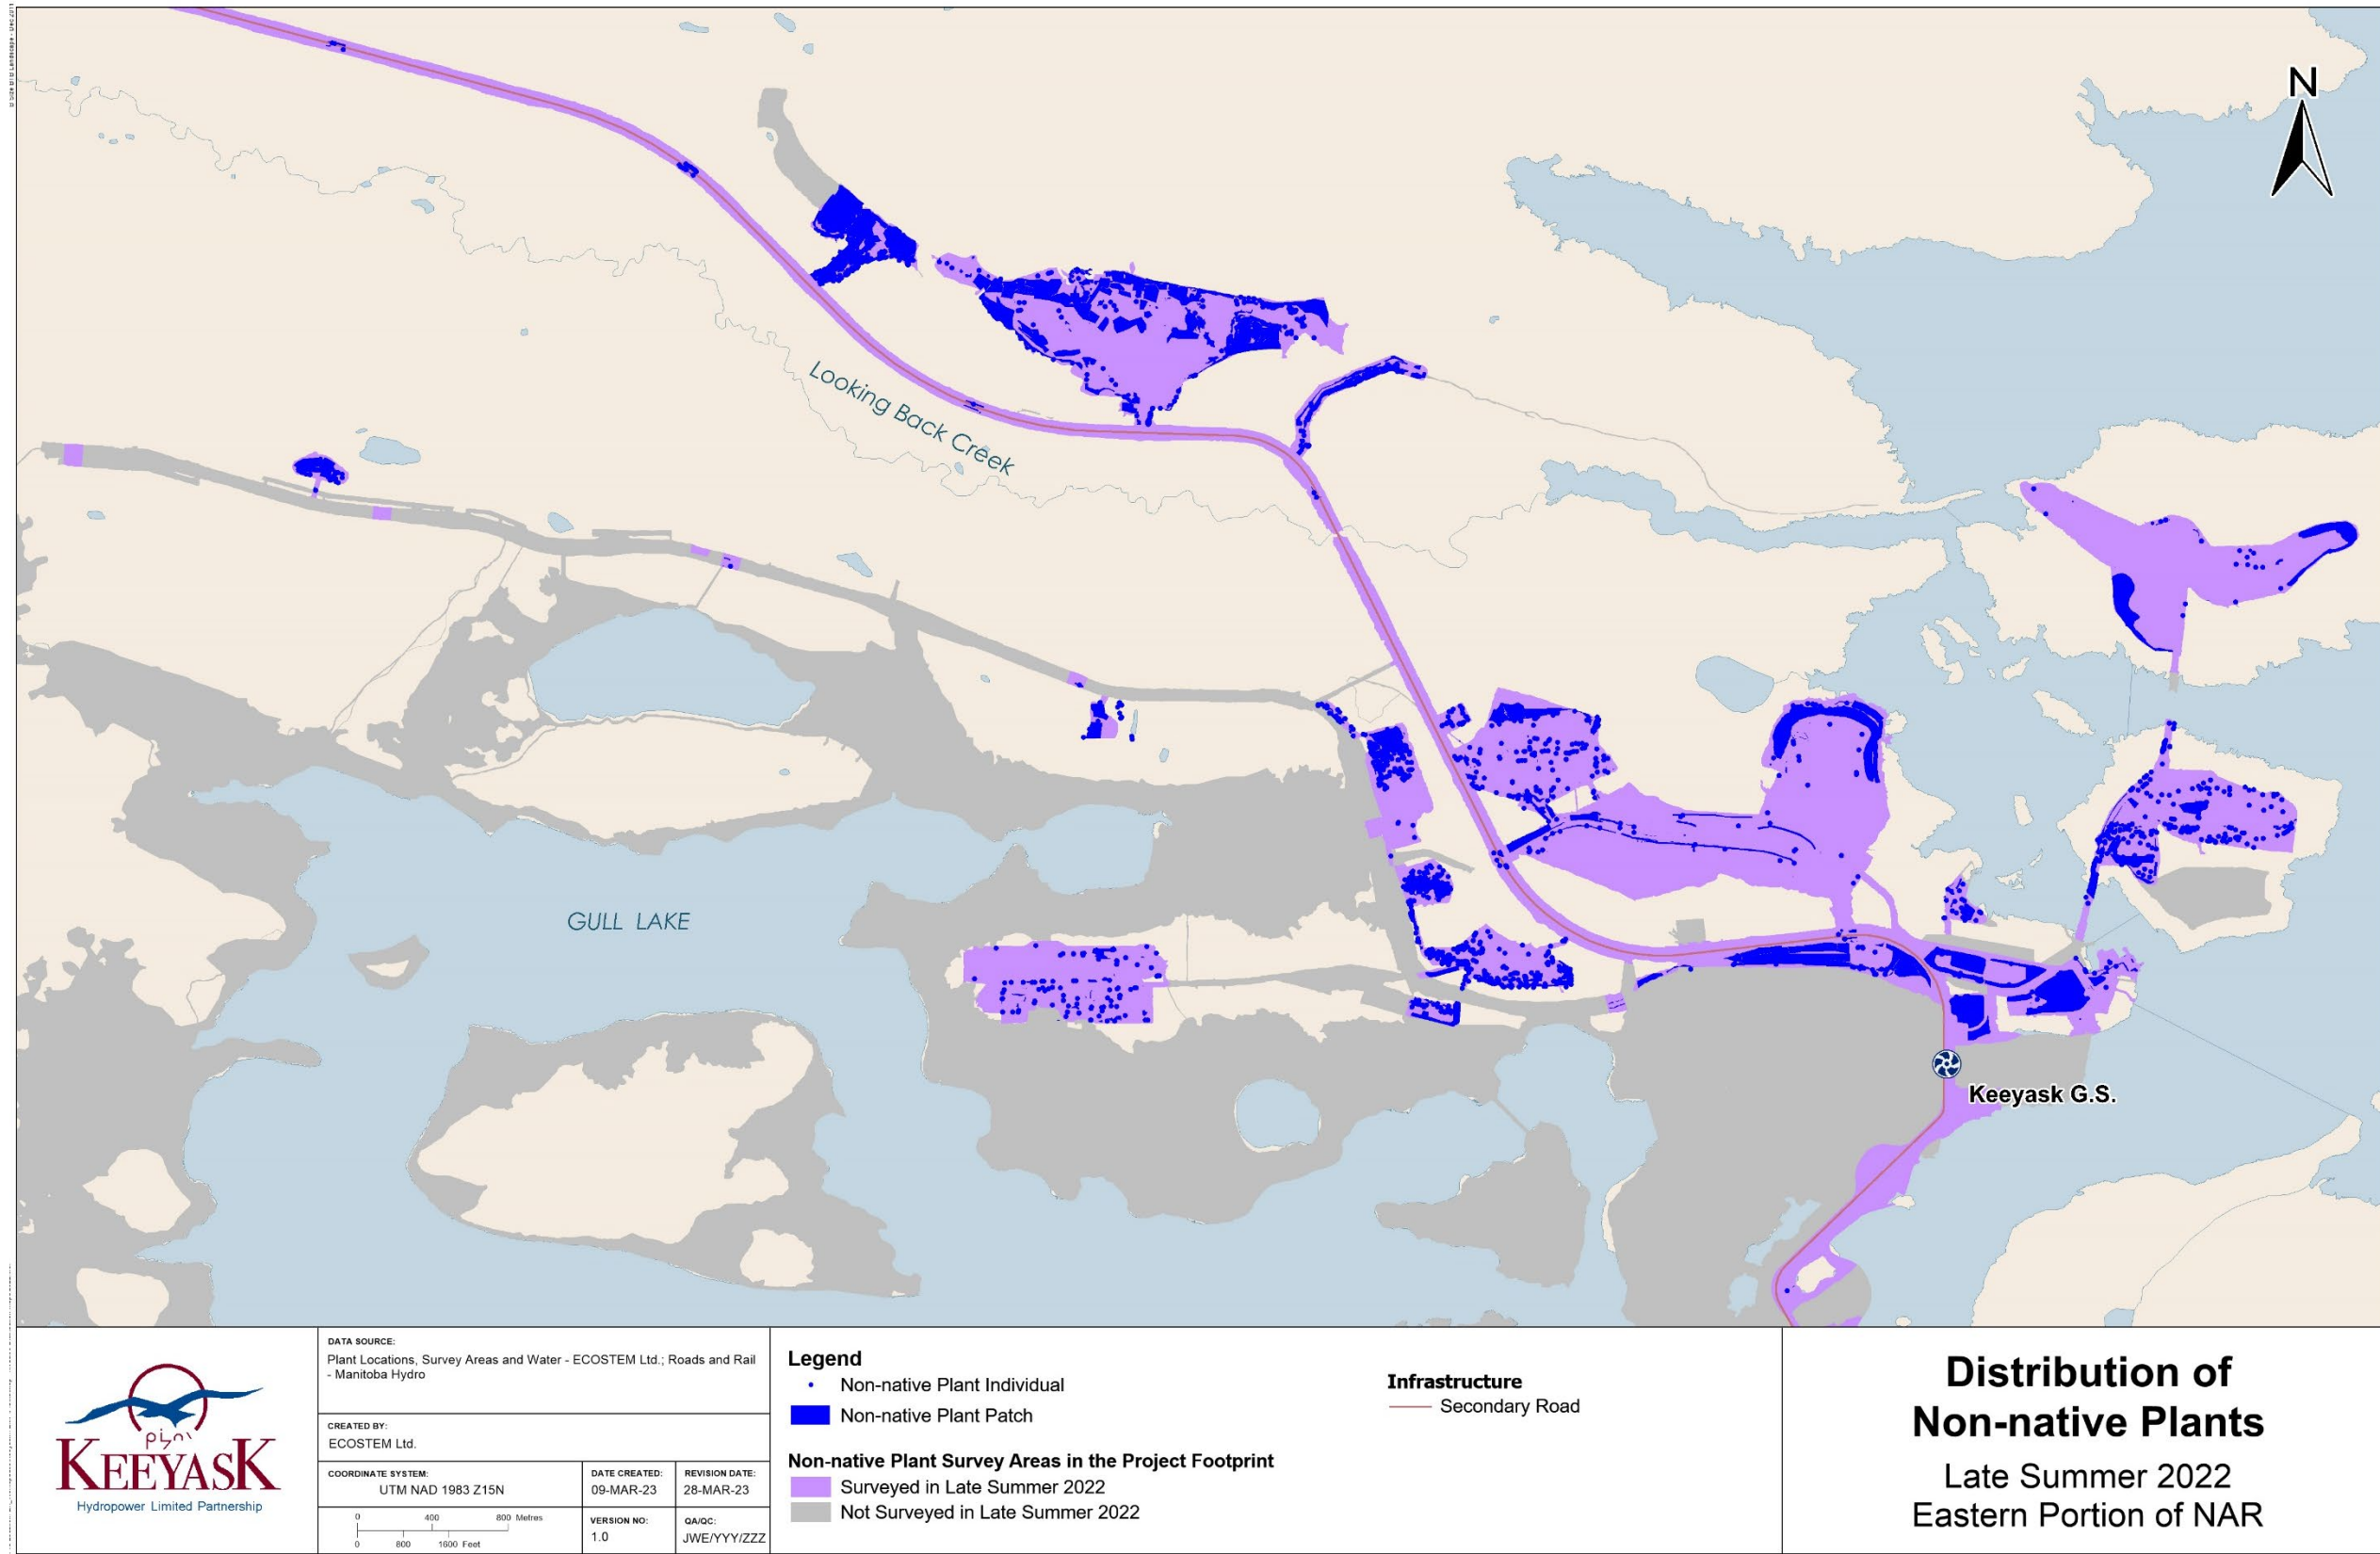 N
Looking Back Creek
GULL LAKE
Keeyask G.S.
KEEYASK
Hydropower Limited Partnership
DATA SOURCE:
Plant Locations, Survey Areas and Water - ECOSTEM Ltd.; Roads and Rail
- Manitoba Hydro
CREATED BY:
ECOSTEM Ltd.
COORDINATE SYSTEM:
UTM NAD 1983 Z15N
DATE CREATED:
09-MAR-23
REVISION DATE:
28-MAR-23
0 400 800 Metres
0 800 1600 Feet
VERSION NO:
1.0
QA/QC:
JWE/YYY/ZZZ
Legend
Non-native Plant Individual
Non-native Plant Patch
Non-native Plant Survey Areas in the Project Footprint
Surveyed in Late Summer 2022
Not Surveyed in Late Summer 2022
Infrastructure
Secondary Road
Distribution of
Non-native Plants
Late Summer 2022
Eastern Portion of NAR